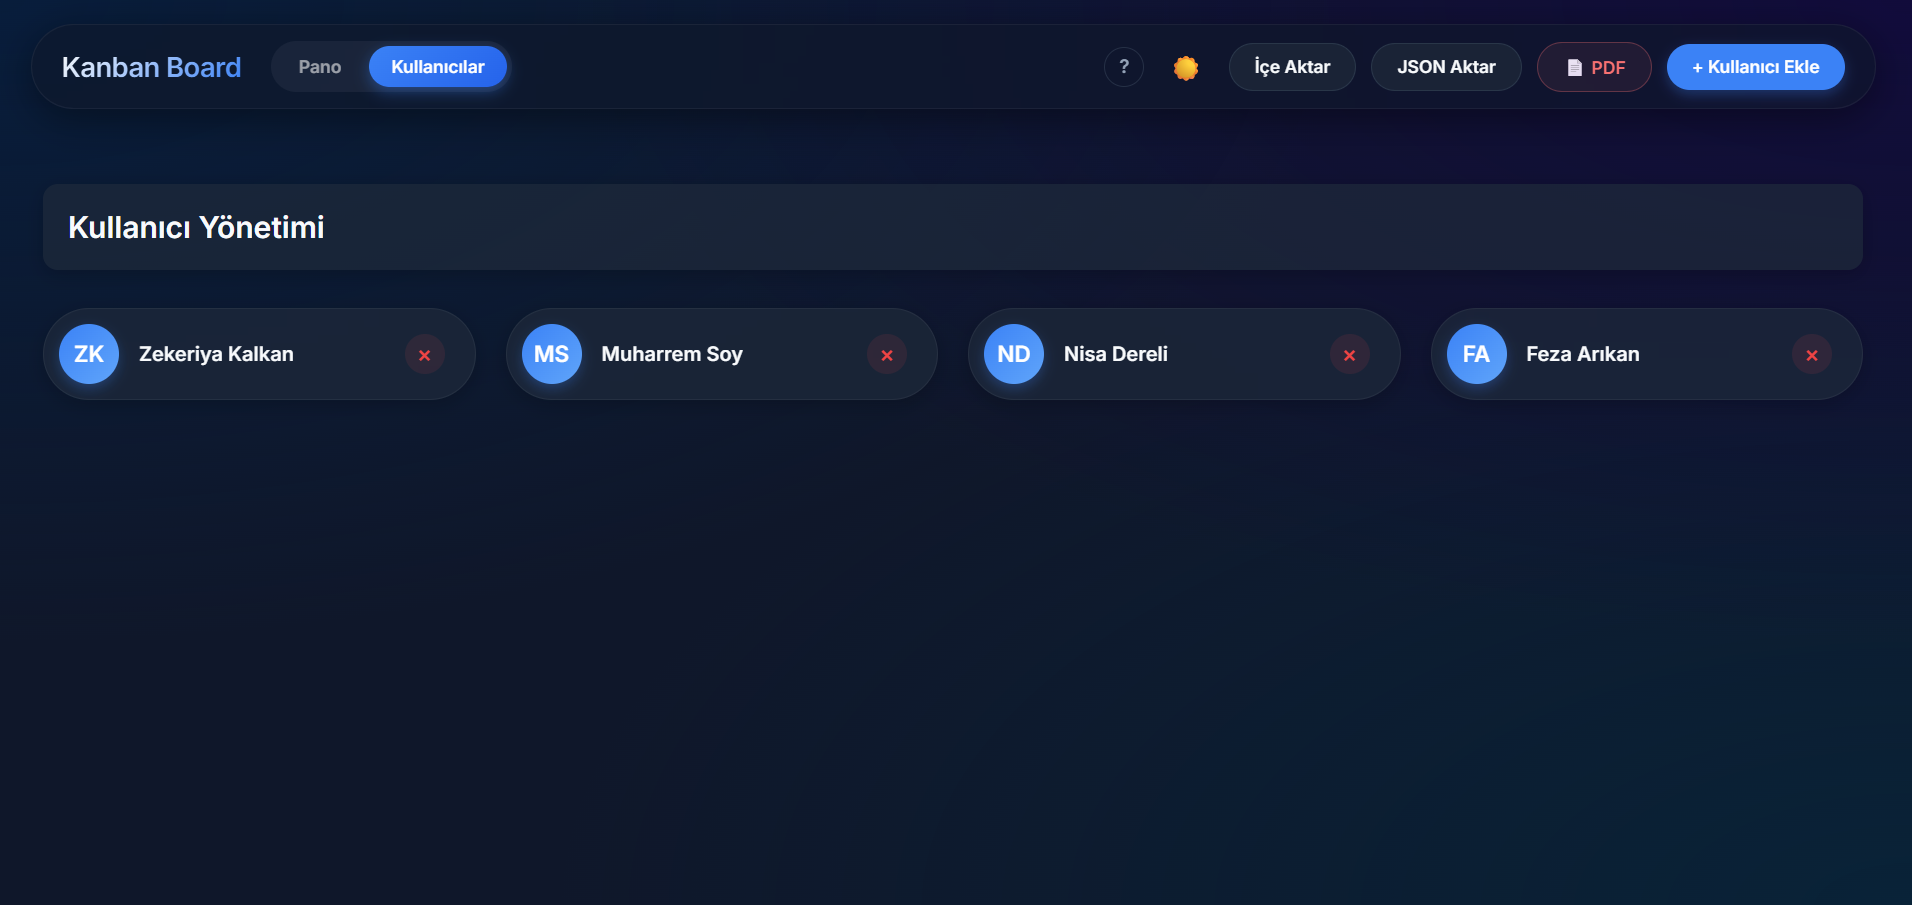 Kanban Board
Pano
Kullanıcılar
?
İçe Aktar
JSON Aktar
PDF
+ Kullanıcı Ekle
Kullanıcı Yönetimi
ZK Zekeriya Kalkan ×
MS Muharrem Soy ×
ND Nisa Dereli ×
FA Feza Arıkan ×